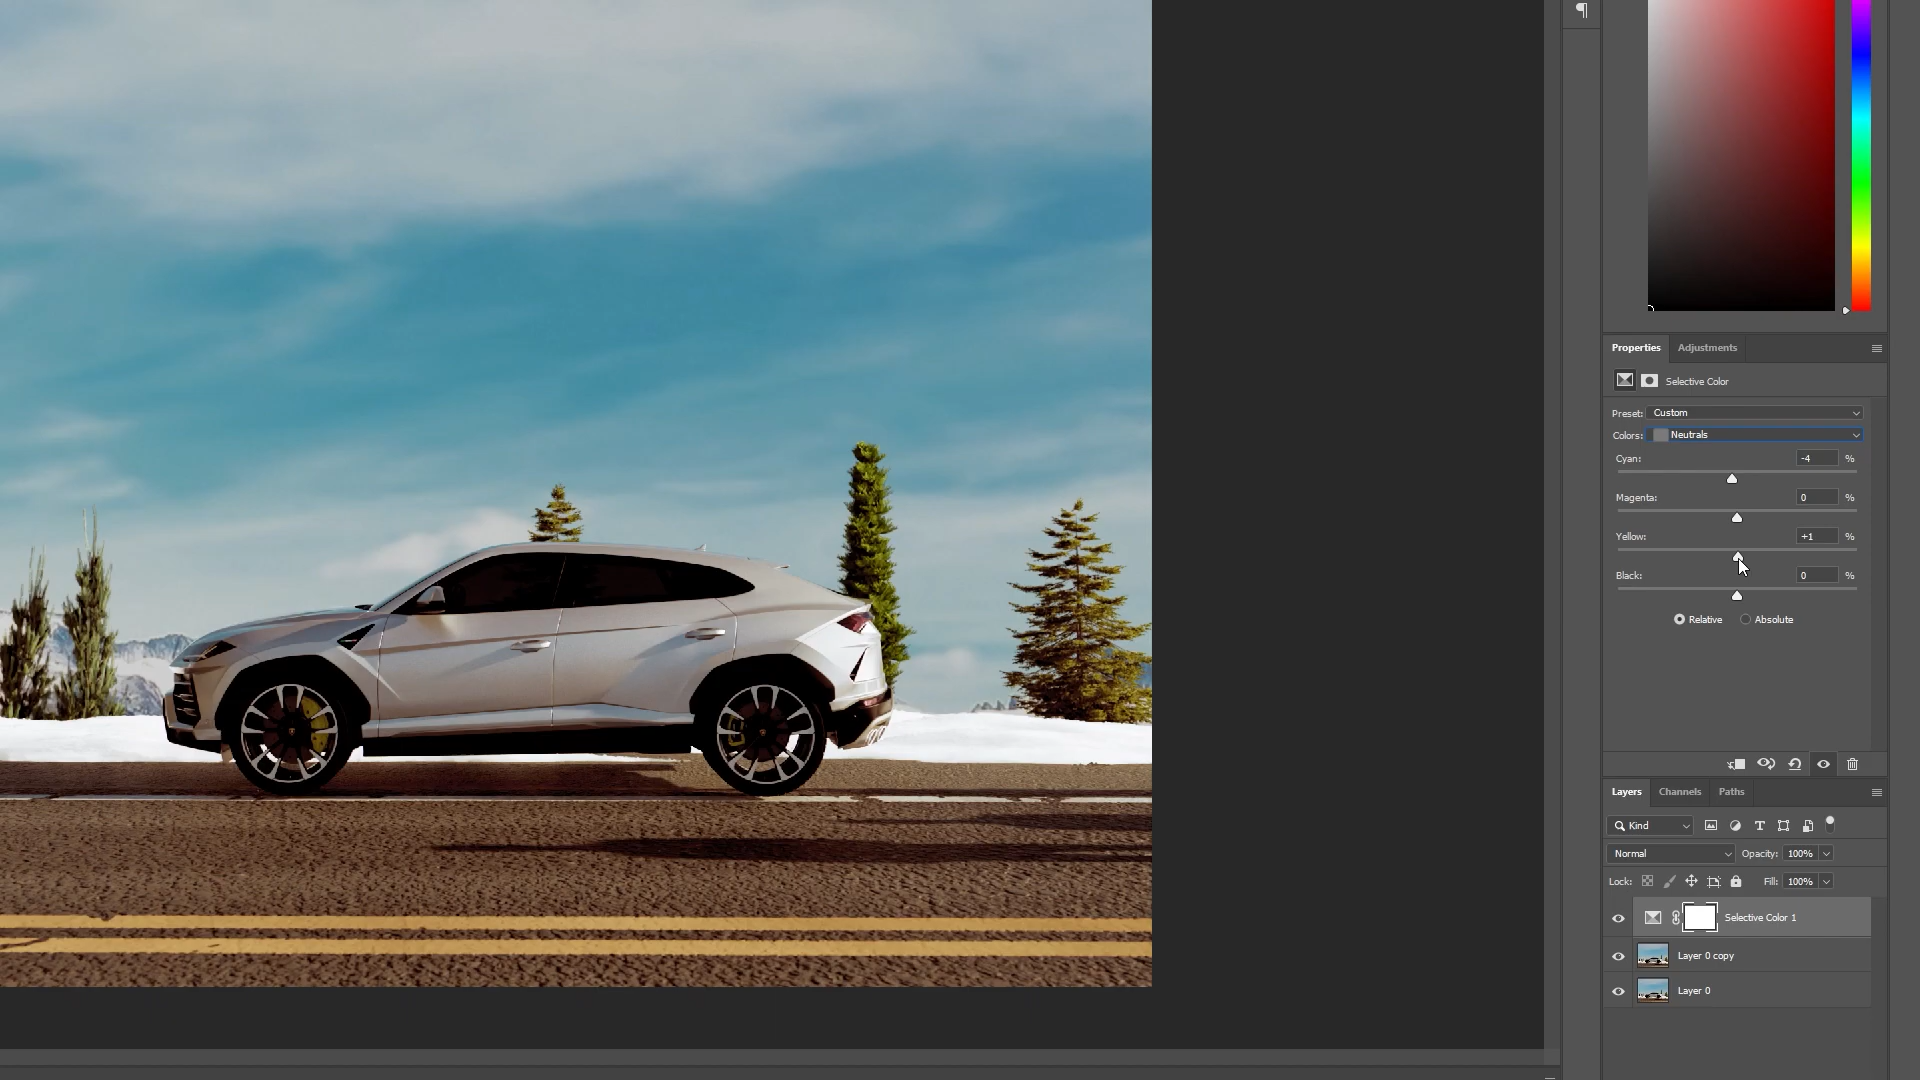 Properties Adjustments
Selective Color
Preset: Custom
Colors: Neutrals
Cyan: -4 %
Magenta: 0 %
Yellow: +1 %
Black: 0 %
Relative Absolute
Layers Channels Paths
Kind
Normal Opacity: 100%
Lock: Fill: 100%
Selective Color 1
Layer 0 copy
Layer 0